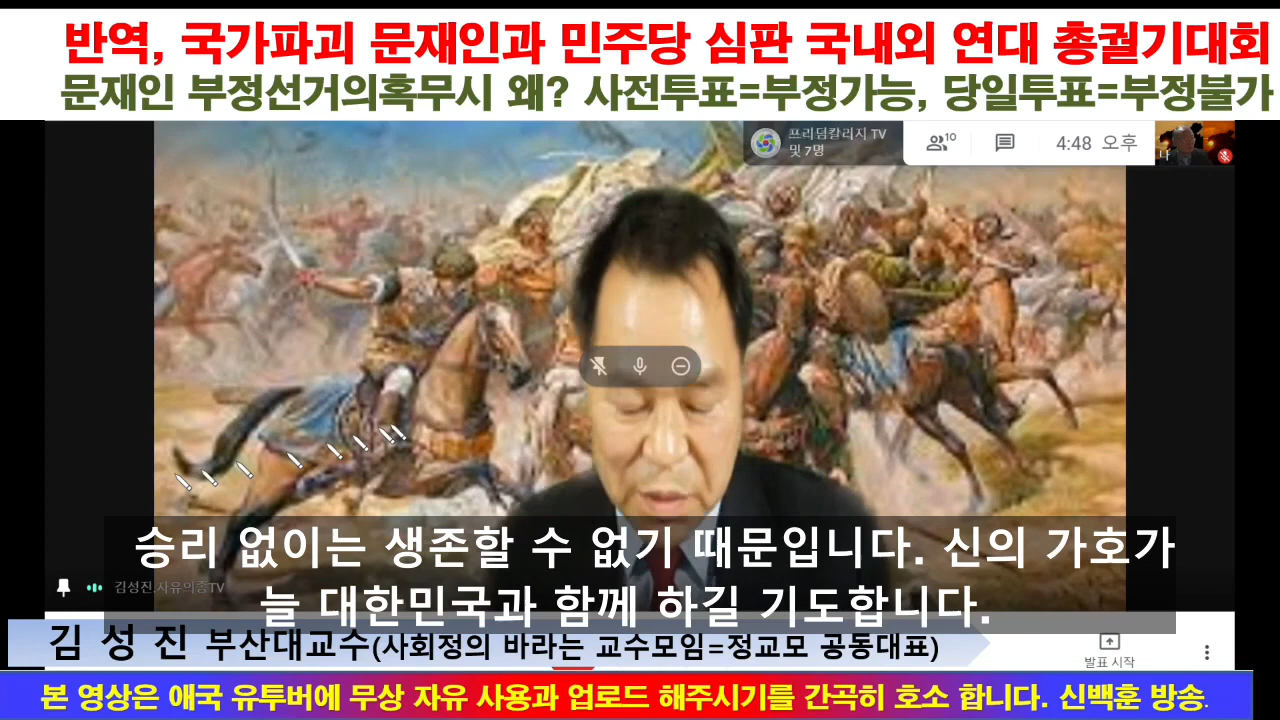 반역, 국가파괴 문재인과 민주당 심판 국내외 연대 총궐기대회
문재인 부정선거의혹무시 왜? 사전투표=부정가능, 당일투표=부정불가
프리덤칼리지 TV
및 7명
10
4:48 오후
나
승리 없이는 생존할 수 없기 때문입니다. 신의 가호가
늘 대한민국과 함께 하길 기도합니다.
김성진.자유의종TV
김 성 진 부산대교수(사회정의 바라는 교수모임=정교모 공동대표)
발표 시작
본 영상은 애국 유투버에 무상 자유 사용과 업로드 해주시기를 간곡히 호소 합니다. 신백훈 방송.